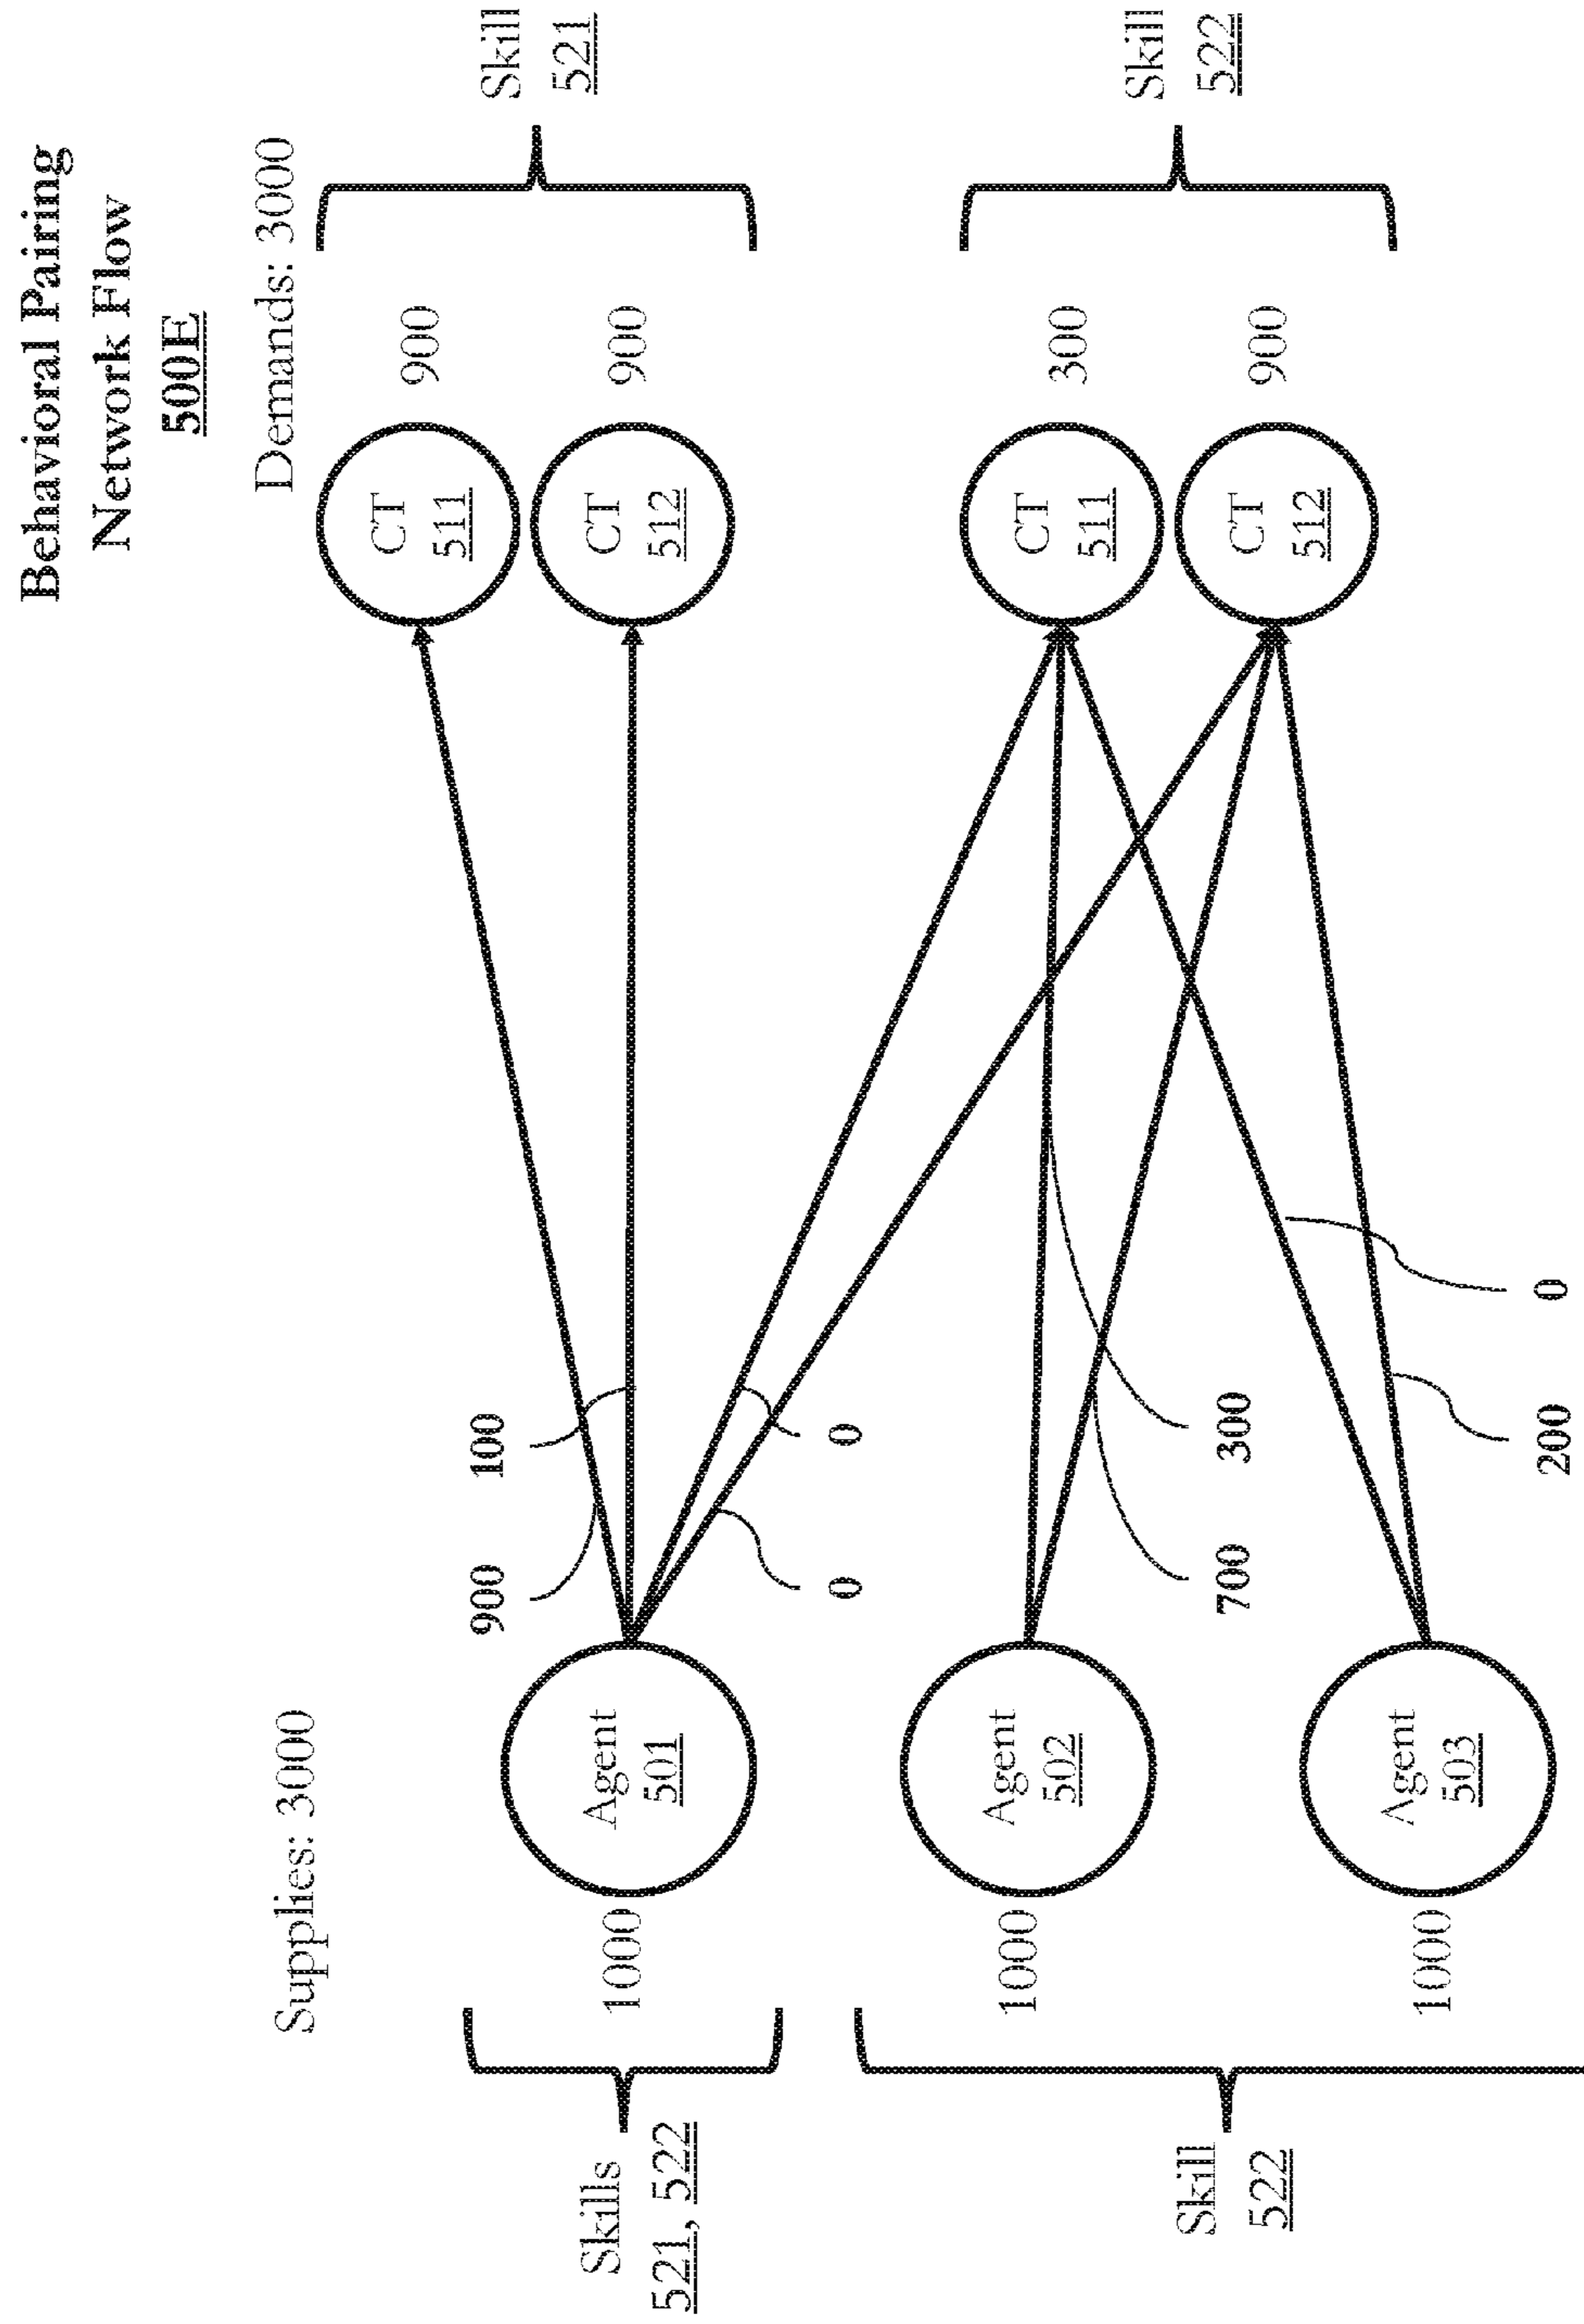 Behavioral Pairing
Network Flow
500E
Supplies: 3000
Demands: 3000
Skills
521, 522
1000
Agent
501
900
100
0
0
CT
511
900
CT
512
900
Skill
521
Skill
522
1000
Agent
502
700
300
1000
Agent
503
200
0
CT
511
300
CT
512
900
Skill
522